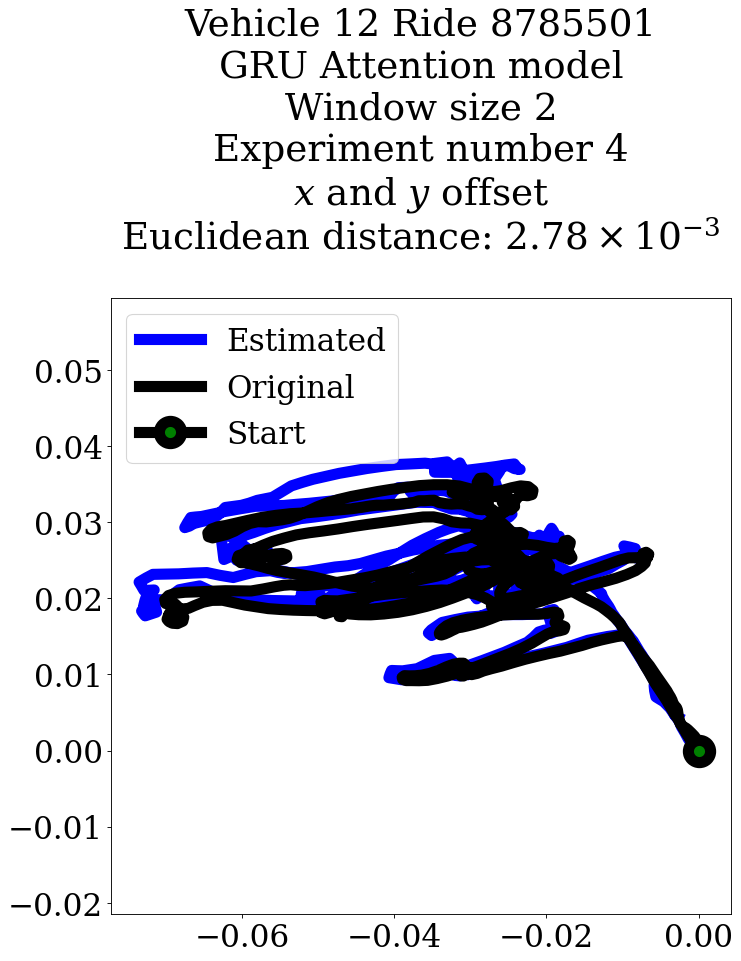 Vehicle 12 Ride 8785501
GRU Attention model
Window size 2
Experiment number 4
x and y offset
Euclidean distance: 2.78 × 10⁻³
Estimated
Original
Start
0.05
0.04
0.03
0.02
0.01
0.00
−0.01
−0.02
−0.06 −0.04 −0.02 0.00